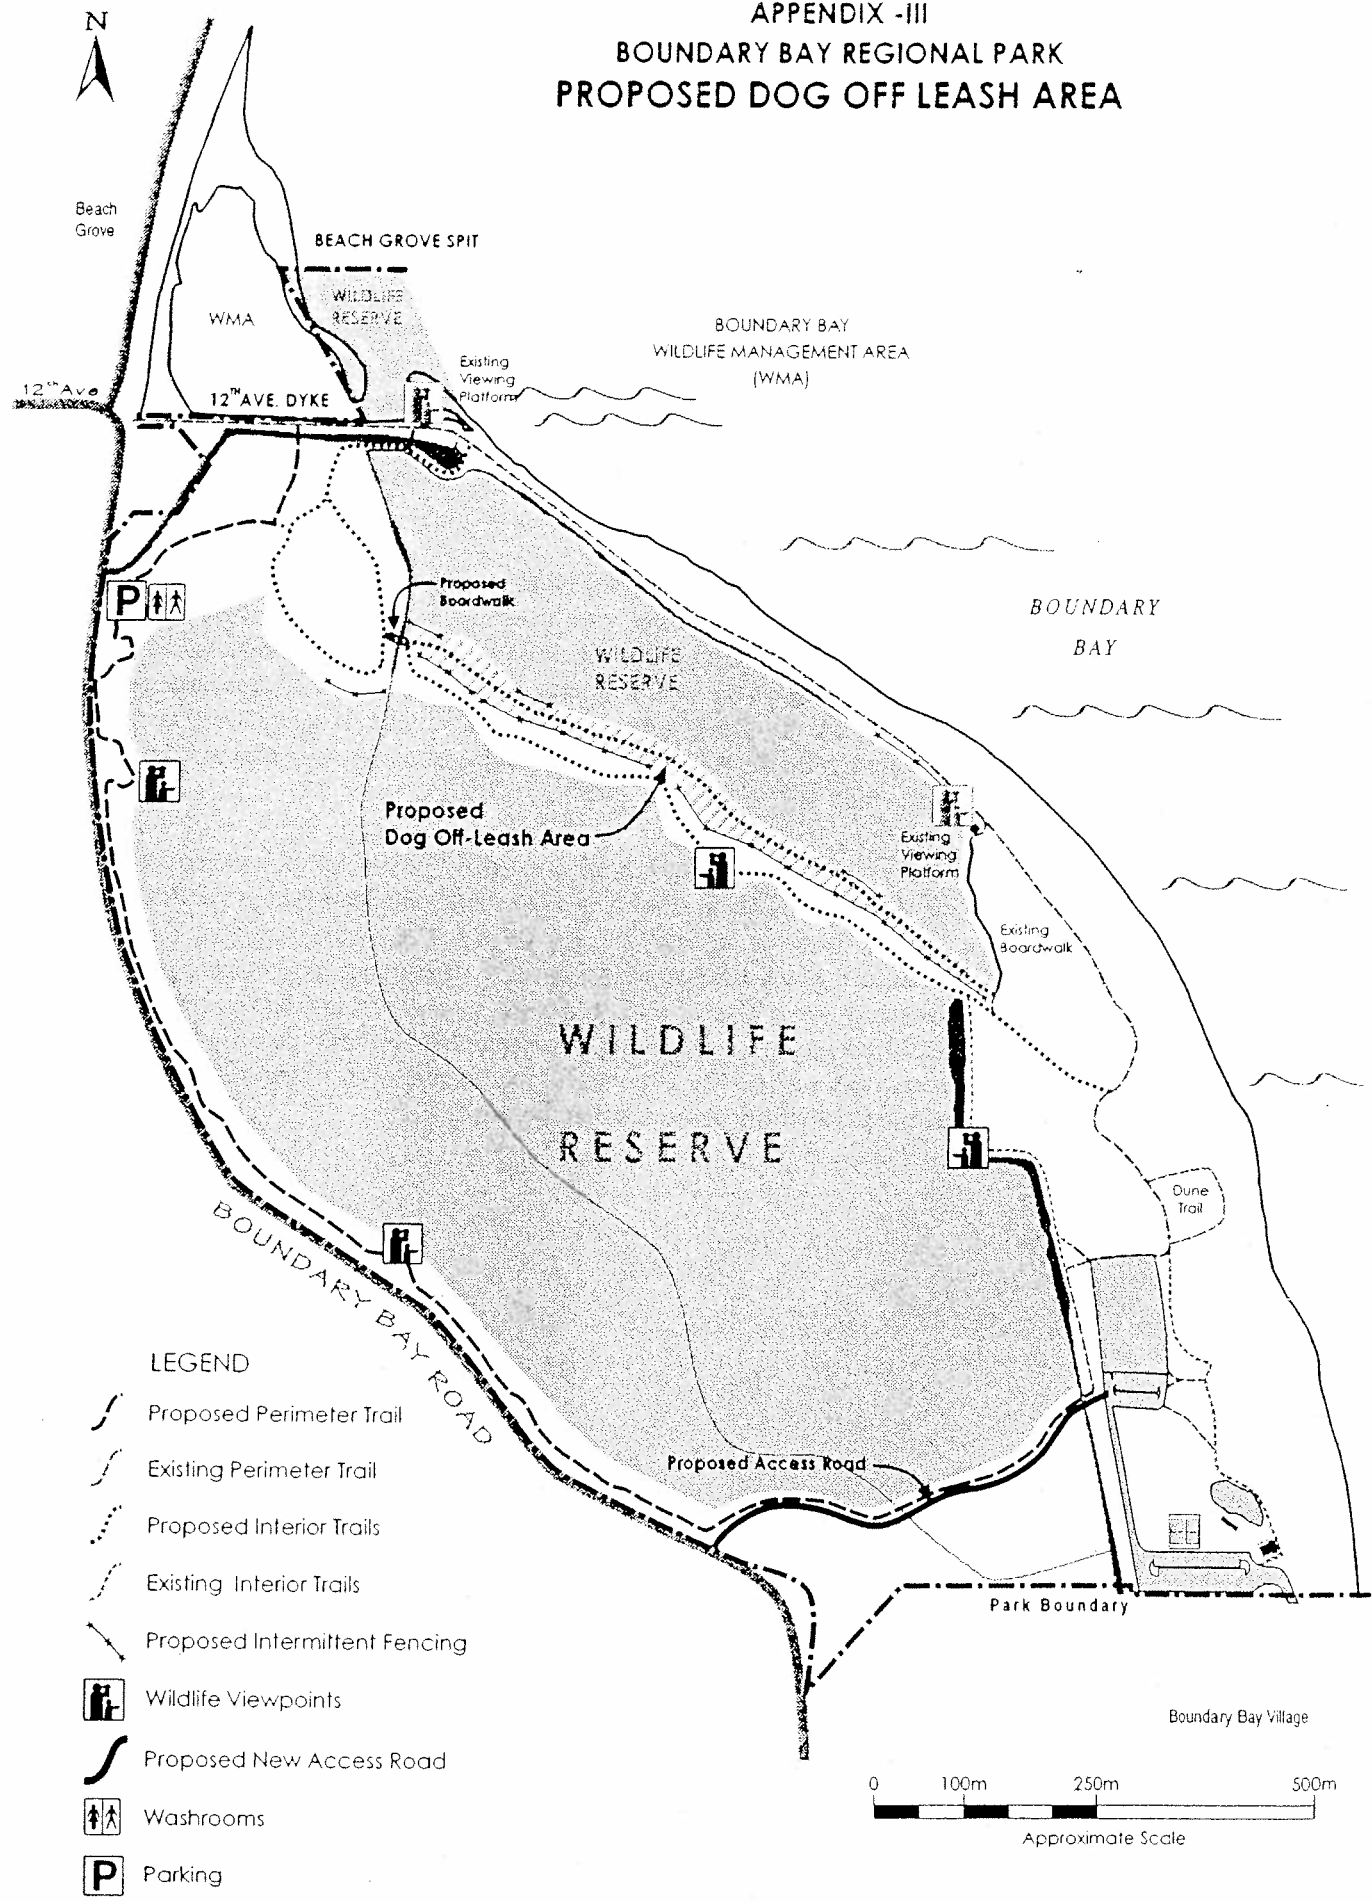 N
APPENDIX -III
BOUNDARY BAY REGIONAL PARK
PROPOSED DOG OFF LEASH AREA
Beach
Grove
BEACH GROVE SPIT
WILDLIFE
RESERVE
WMA
BOUNDARY BAY
WILDLIFE MANAGEMENT AREA
(WMA)
Existing
Viewing
Platform
12th Ave
12TH AVE. DYKE
Proposed
Boardwalk
P
BOUNDARY
BAY
WILDLIFE
RESERVE
Proposed
Dog Off-Leash Area
Existing
Viewing
Platform
Existing
Boardwalk
WILDLIFE
RESERVE
Dune
Trail
BOUNDARY BAY ROAD
Proposed Access Road
Park Boundary
LEGEND
Proposed Perimeter Trail
Existing Perimeter Trail
Proposed Interior Trails
Existing Interior Trails
Proposed Intermittent Fencing
Wildlife Viewpoints
Proposed New Access Road
Washrooms
P Parking
Boundary Bay Village
0 100m 250m 500m
Approximate Scale